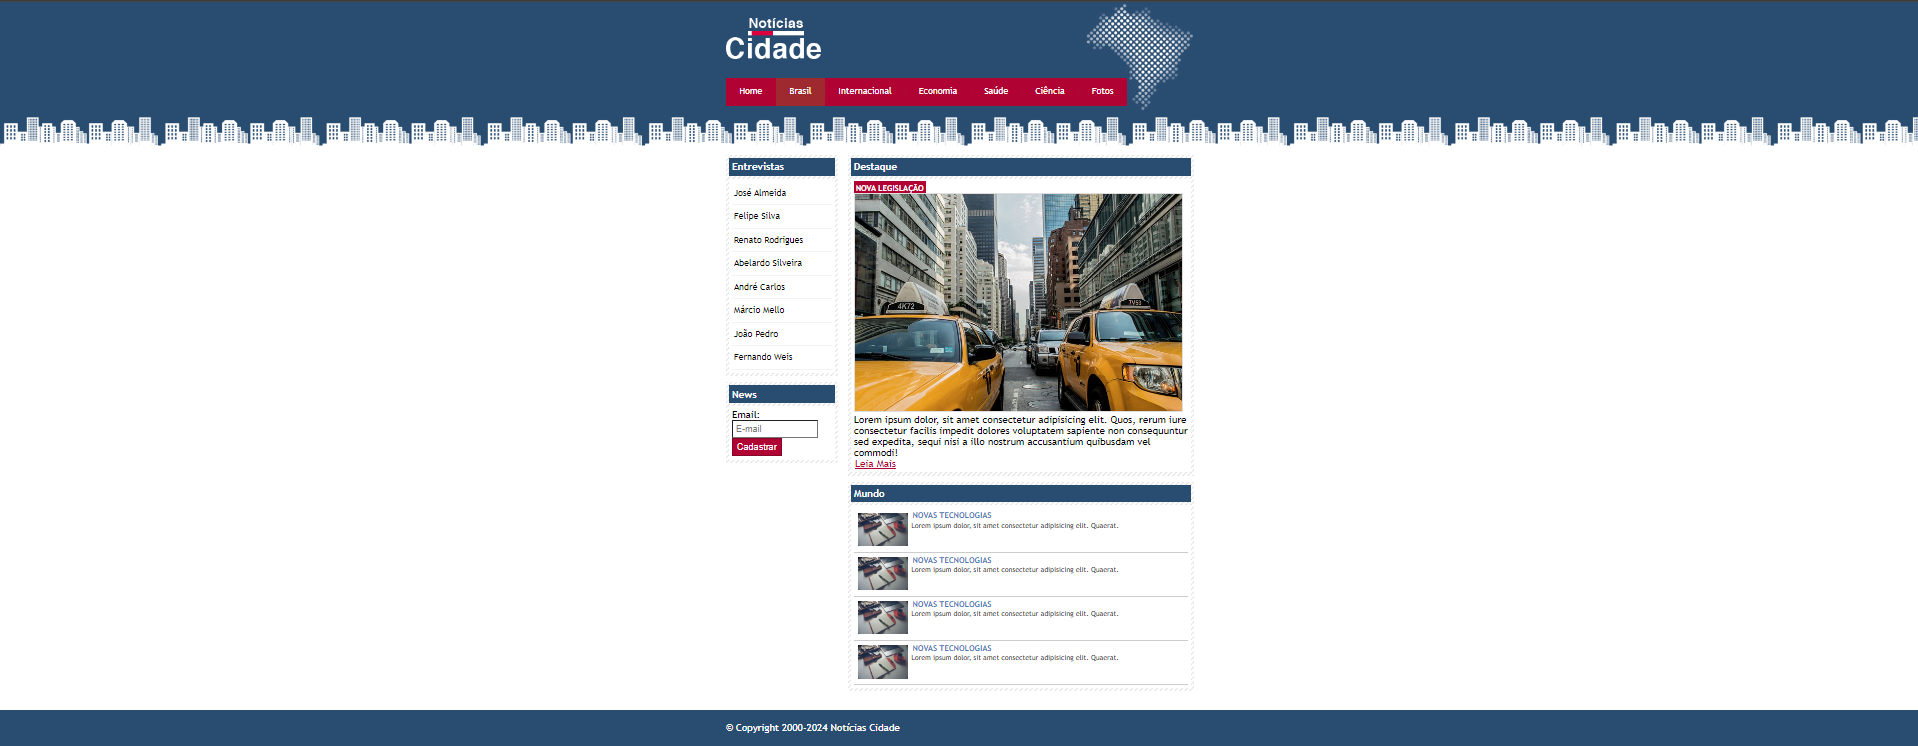 Notícias
Cidade
Home
Brasil
Internacional
Economia
Saúde
Ciência
Fotos
Entrevistas
José Almeida
Felipe Silva
Renato Rodrigues
Abelardo Silveira
André Carlos
Márcio Mello
João Pedro
Fernando Weis
News
Email:
E-mail
Cadastrar
Destaque
NOVA LEGISLAÇÃO
4K72
7V53
Lorem ipsum dolor, sit amet consectetur adipisicing elit. Quos, rerum iure
consectetur facilis impedit dolores voluptatem sapiente non consequuntur
sed expedita, sequi nisi a illo nostrum accusantium quibusdam vel
commodi!
Leia Mais
Mundo
NOVAS TECNOLOGIAS
Lorem ipsum dolor, sit amet consectetur adipisicing elit. Quaerat.
NOVAS TECNOLOGIAS
Lorem ipsum dolor, sit amet consectetur adipisicing elit. Quaerat.
NOVAS TECNOLOGIAS
Lorem ipsum dolor, sit amet consectetur adipisicing elit. Quaerat.
NOVAS TECNOLOGIAS
Lorem ipsum dolor, sit amet consectetur adipisicing elit. Quaerat.
© Copyright 2000-2024 Notícias Cidade